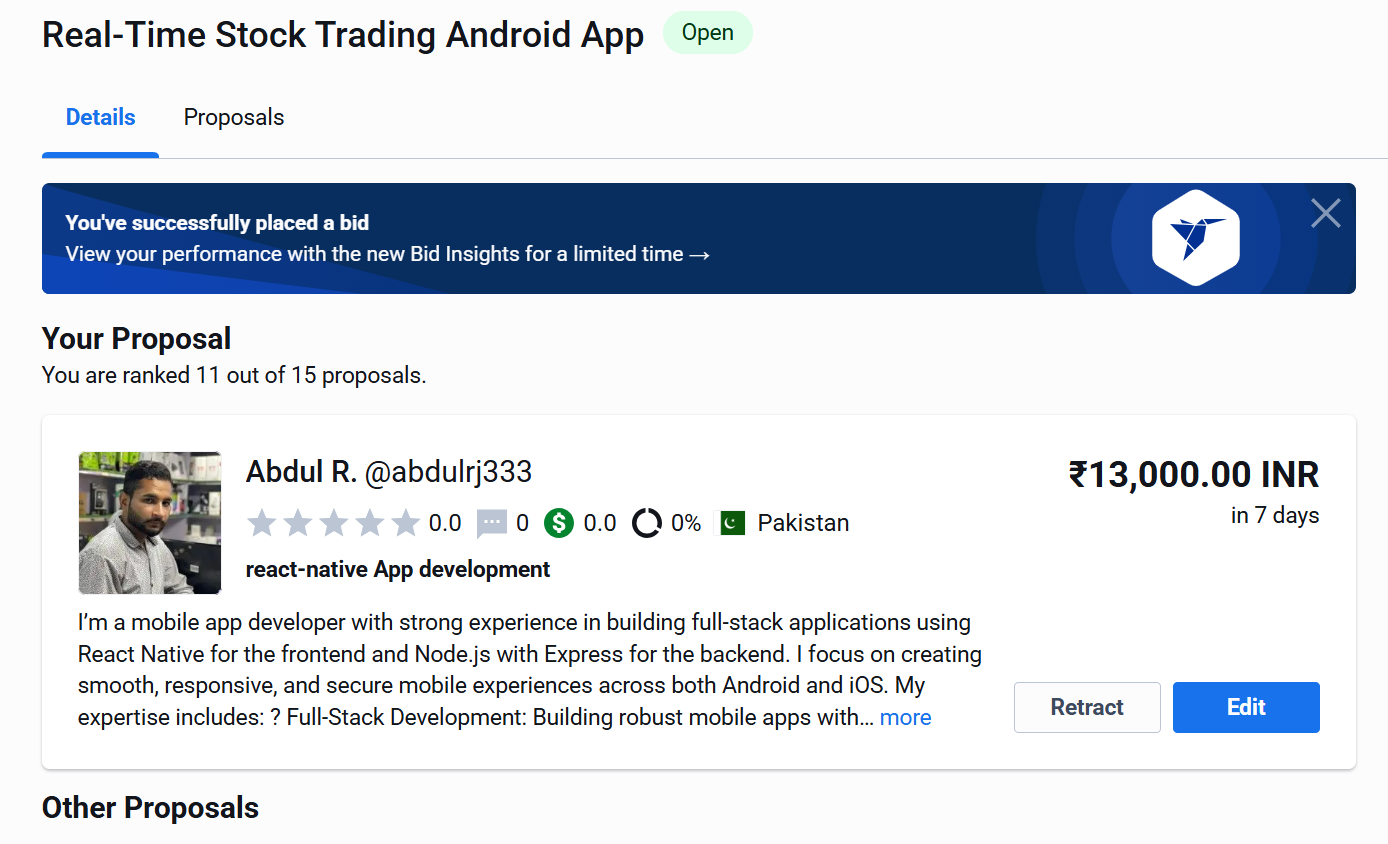 Real-Time Stock Trading Android App Open
Details Proposals
You've successfully placed a bid
View your performance with the new Bid Insights for a limited time →
Your Proposal
You are ranked 11 out of 15 proposals.
Abdul R. @abdulrj333
₹13,000.00 INR
0.0 0 0.0 0% Pakistan
in 7 days
react-native App development
I’m a mobile app developer with strong experience in building full-stack applications using
React Native for the frontend and Node.js with Express for the backend. I focus on creating
smooth, responsive, and secure mobile experiences across both Android and iOS. My
expertise includes: ? Full-Stack Development: Building robust mobile apps with... more
Retract Edit
Other Proposals